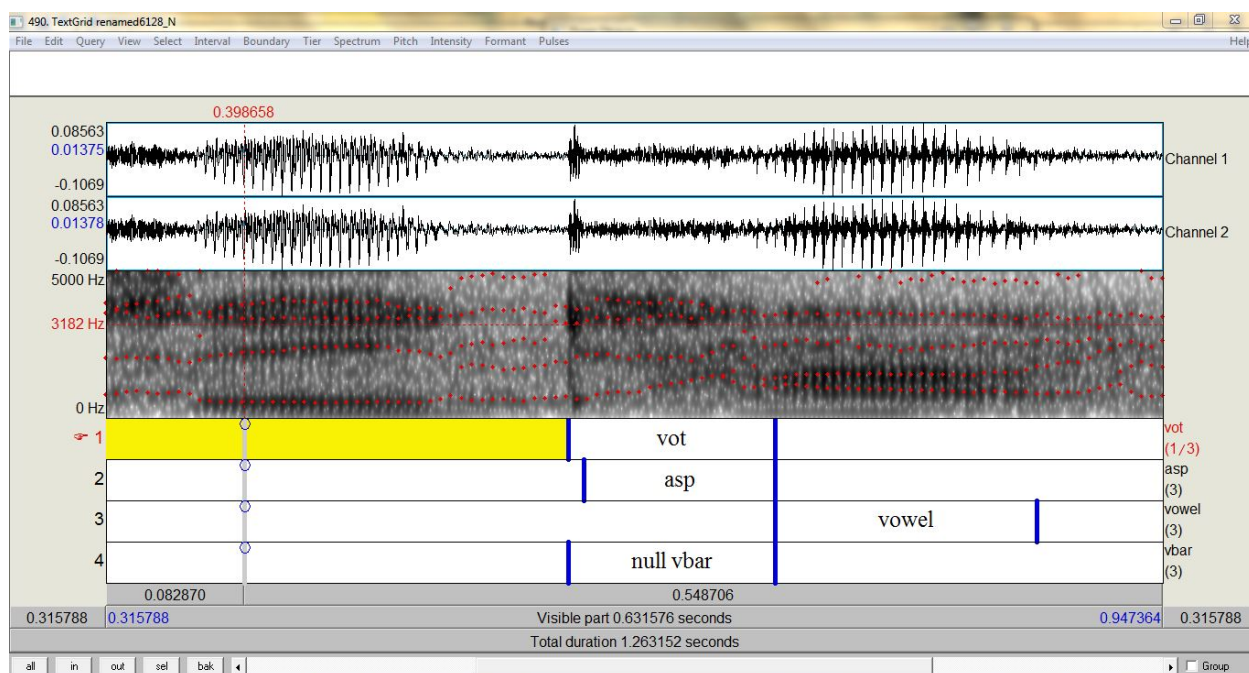 490. TextGrid renamed6128_N
File Edit Query View Select Interval Boundary Tier Spectrum Pitch Intensity Formant Pulses Help
0.398658
0.08563
0.01375
-0.1069
Channel 1
0.08563
0.01378
-0.1069
Channel 2
5000 Hz
3182 Hz
0 Hz
1 vot vot
(1/3)
2 asp asp
(3)
3 vowel vowel
(3)
4 null vbar vbar
(3)
0.082870 0.548706
0.315788 0.315788 Visible part 0.631576 seconds 0.947364 0.315788
Total duration 1.263152 seconds
all in out sel bak Group